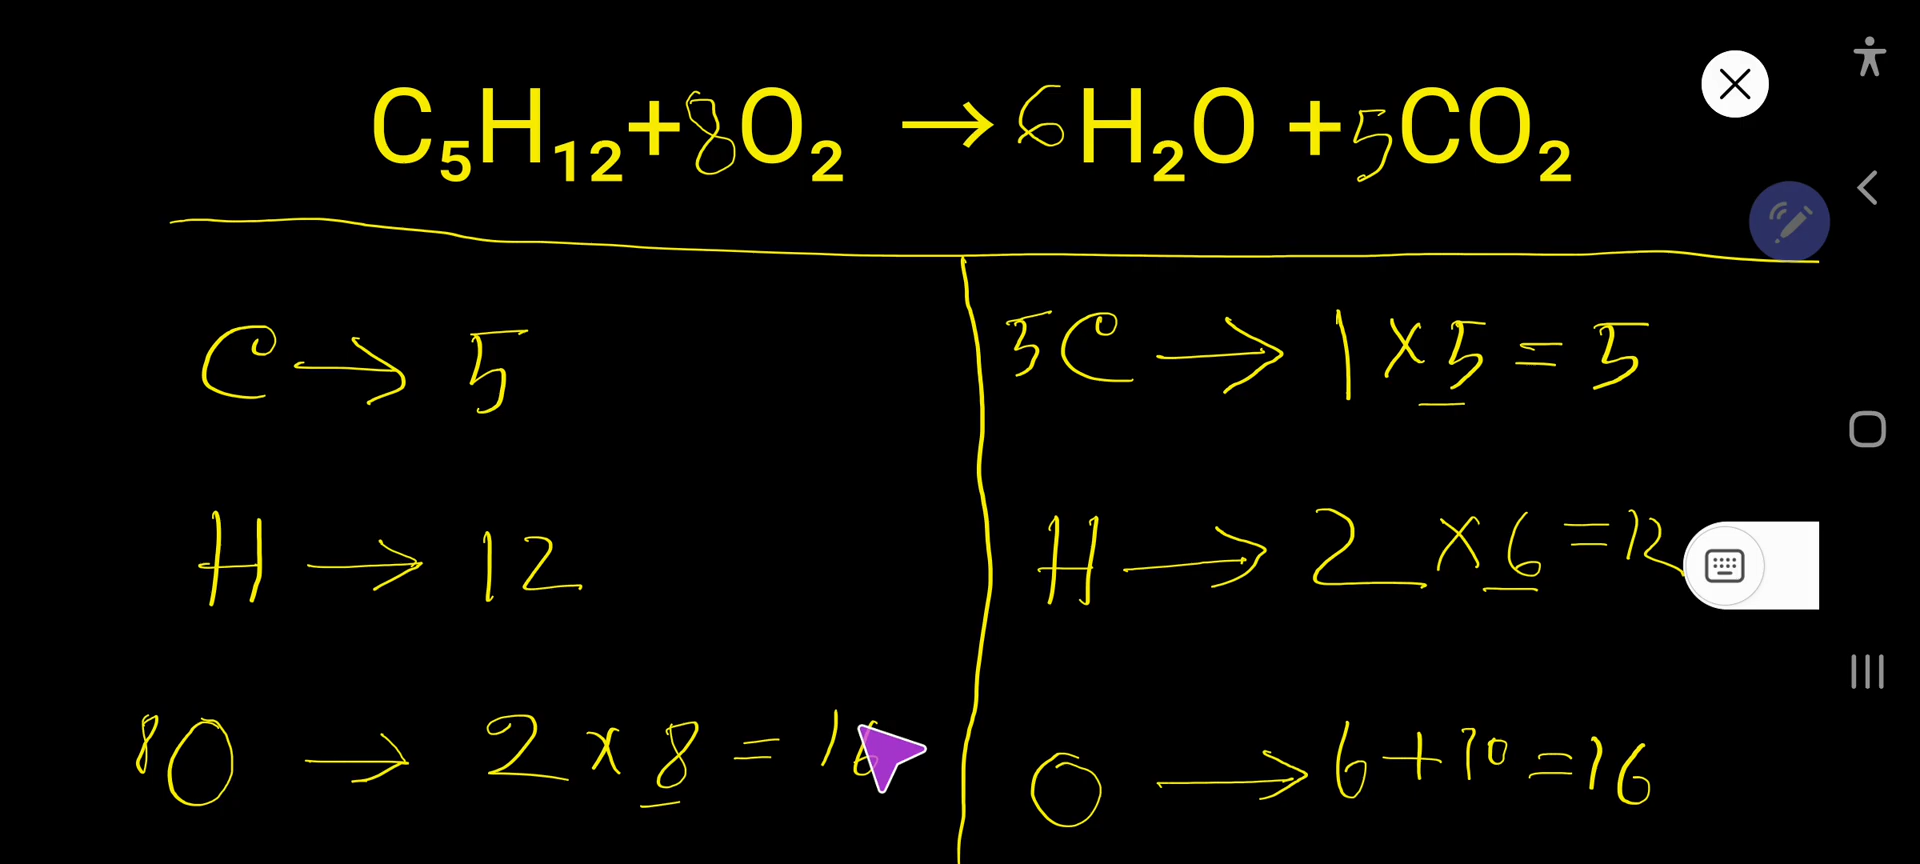 C₅H₁₂+8O₂ → 6H₂O +5CO₂
C → 5
5C → 1 × 5 = 5
H → 12
H → 2 × 6 = 12
8O → 2 × 8 = 16
O → 6 + 10 = 16